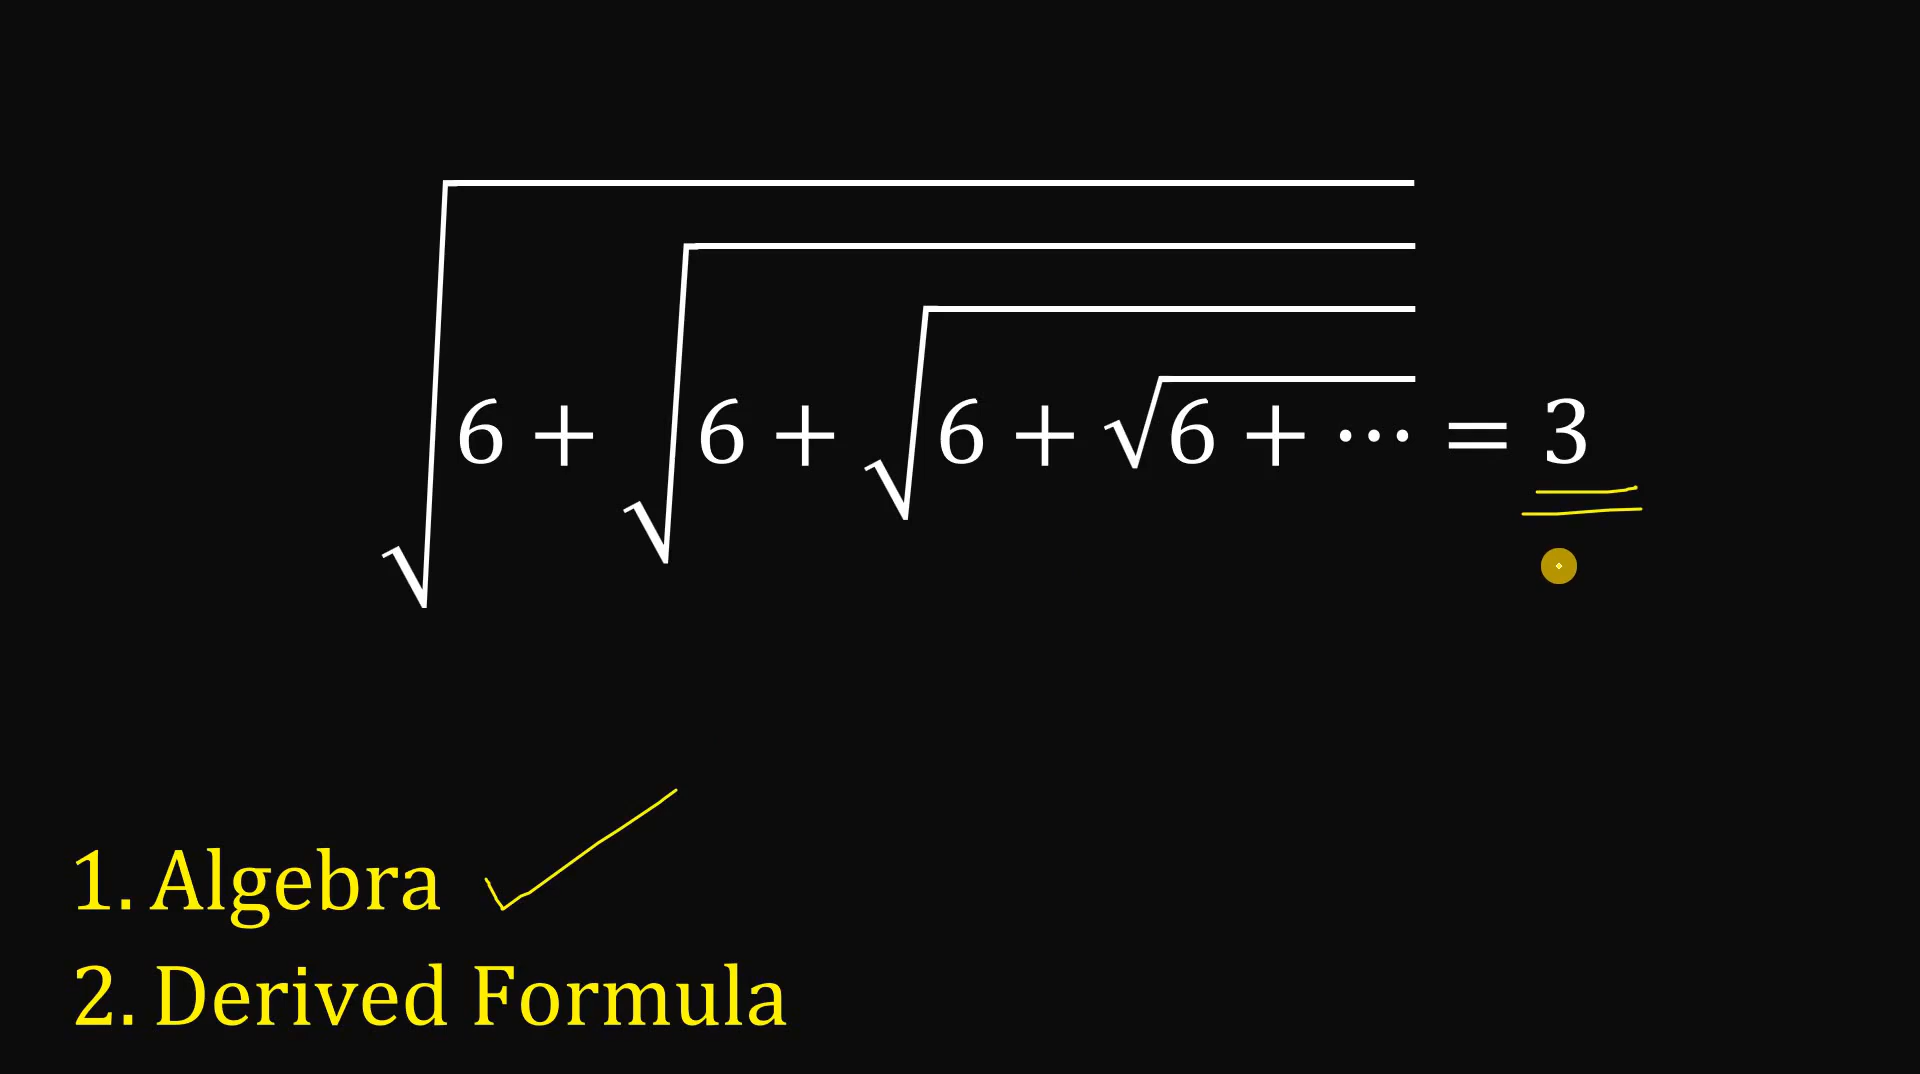 √(6 + √(6 + √(6 + √(6 + ⋯)))) = 3
1. Algebra ✓
2. Derived Formula